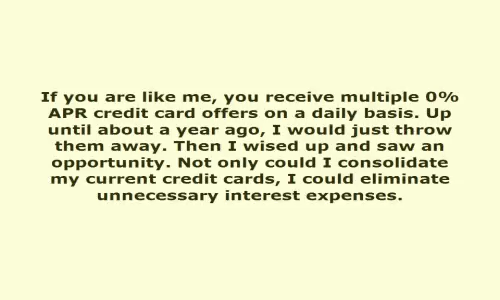 If you are like me, you receive multiple 0%
APR credit card offers on a daily basis. Up
until about a year ago, I would just throw
them away. Then I wised up and saw an
opportunity. Not only could I consolidate
my current credit cards, I could eliminate
unnecessary interest expenses.